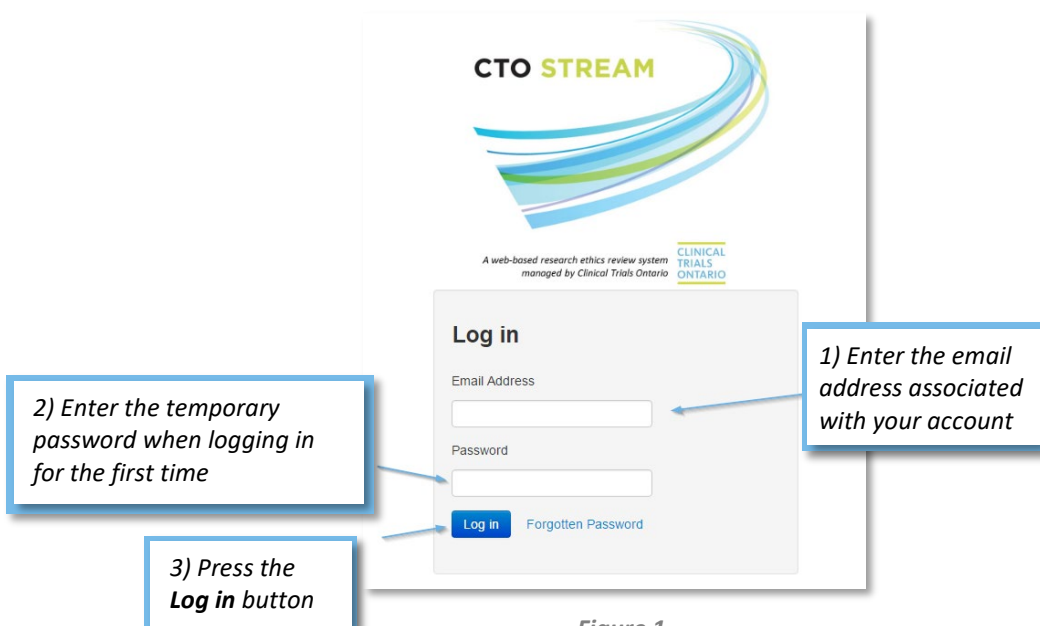 CTO STREAM
A web-based research ethics review system
managed by Clinical Trials Ontario
CLINICAL
TRIALS
ONTARIO
Log in
Email Address
Password
Log in Forgotten Password
1) Enter the email
address associated
with your account
2) Enter the temporary
password when logging in
for the first time
3) Press the
Log in button
Figure 1